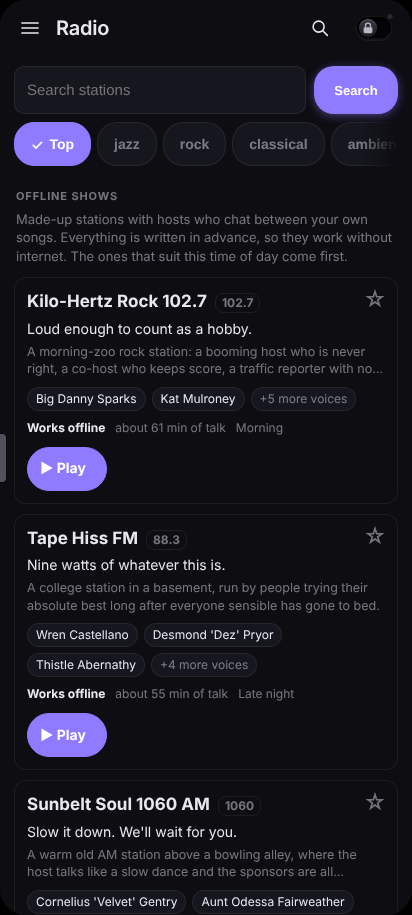 Radio
Search stations
Search
Top
jazz
rock
classical
ambien
OFFLINE SHOWS
Made-up stations with hosts who chat between your own
songs. Everything is written in advance, so they work without
internet. The ones that suit this time of day come first.
Kilo-Hertz Rock 102.7
102.7
Loud enough to count as a hobby.
A morning-zoo rock station: a booming host who is never
right, a co-host who keeps score, a traffic reporter with no...
Big Danny Sparks
Kat Mulroney
+5 more voices
Works offline about 61 min of talk Morning
Play
Tape Hiss FM
88.3
Nine watts of whatever this is.
A college station in a basement, run by people trying their
absolute best long after everyone sensible has gone to bed.
Wren Castellano
Desmond 'Dez' Pryor
Thistle Abernathy
+4 more voices
Works offline about 55 min of talk Late night
Play
Sunbelt Soul 1060 AM
1060
Slow it down. We'll wait for you.
A warm old AM station above a bowling alley, where the
host talks like a slow dance and the sponsors are all...
Cornelius 'Velvet' Gentry
Aunt Odessa Fairweather